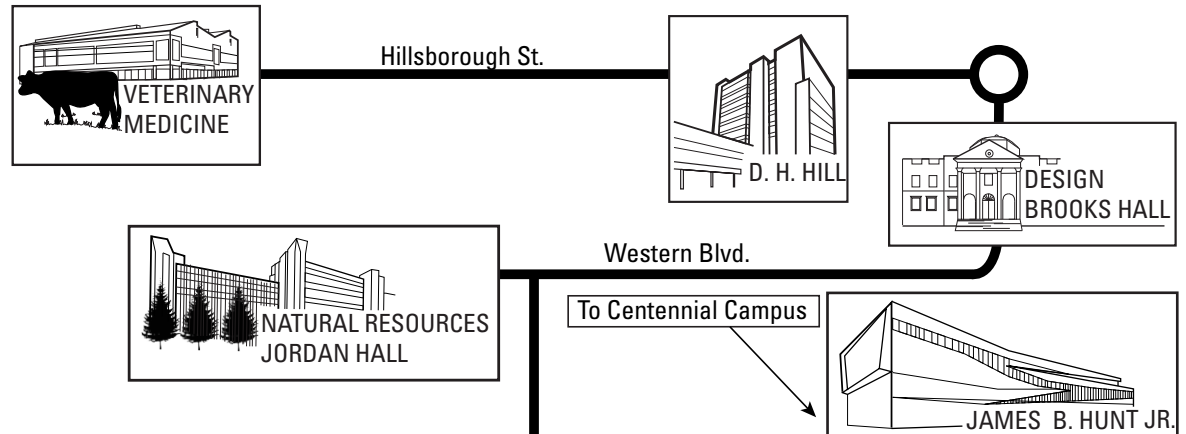 Hillsborough St.
VETERINARY
MEDICINE
D. H. HILL
DESIGN
BROOKS HALL
Western Blvd.
To Centennial Campus
NATURAL RESOURCES
JORDAN HALL
JAMES B. HUNT JR.